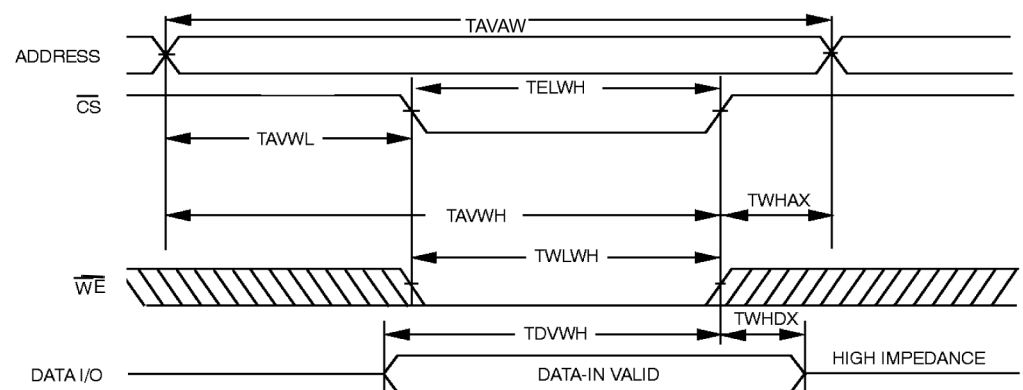 TAVAW
ADDRESS
TELWH
CS
TAVWL
TAVWH
TWHAX
TWLWH
WE
TDVWH
TWHDX
DATA I/O
DATA-IN VALID
HIGH IMPEDANCE